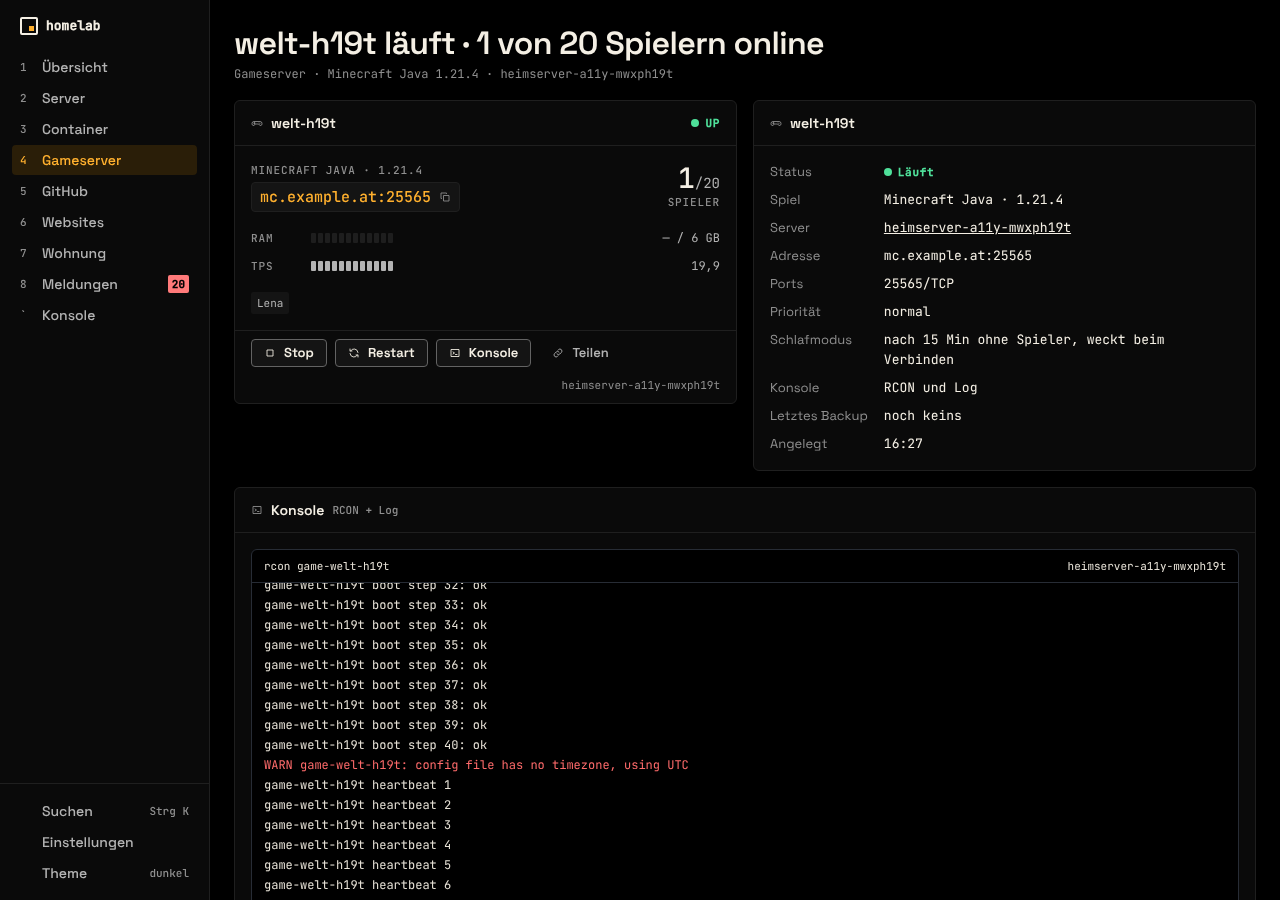 homelab
1 Übersicht
2 Server
3 Container
4 Gameserver
5 GitHub
6 Websites
7 Wohnung
8 Meldungen 20
` Konsole
Suchen Strg K
Einstellungen
Theme dunkel
welt-h19t läuft · 1 von 20 Spielern online
Gameserver · Minecraft Java 1.21.4 · heimserver-a11y-mwxph19t
welt-h19t UP
MINECRAFT JAVA · 1.21.4
mc.example.at:25565
1/20
SPIELER
RAM — / 6 GB
TPS 19,9
Lena
Stop Restart Konsole Teilen
heimserver-a11y-mwxph19t
welt-h19t
Status Läuft
Spiel Minecraft Java · 1.21.4
Server heimserver-a11y-mwxph19t
Adresse mc.example.at:25565
Ports 25565/TCP
Priorität normal
Schlafmodus nach 15 Min ohne Spieler, weckt beim
Verbinden
Konsole RCON und Log
Letztes Backup noch keins
Angelegt 16:27
Konsole RCON + Log
rcon game-welt-h19t heimserver-a11y-mwxph19t
game-welt-h19t boot step 32: ok
game-welt-h19t boot step 33: ok
game-welt-h19t boot step 34: ok
game-welt-h19t boot step 35: ok
game-welt-h19t boot step 36: ok
game-welt-h19t boot step 37: ok
game-welt-h19t boot step 38: ok
game-welt-h19t boot step 39: ok
game-welt-h19t boot step 40: ok
WARN game-welt-h19t: config file has no timezone, using UTC
game-welt-h19t heartbeat 1
game-welt-h19t heartbeat 2
game-welt-h19t heartbeat 3
game-welt-h19t heartbeat 4
game-welt-h19t heartbeat 5
game-welt-h19t heartbeat 6